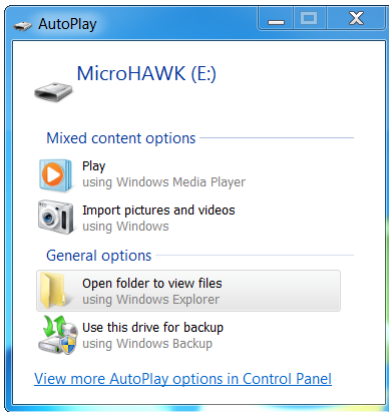 AutoPlay
MicroHAWK (E:)
Mixed content options
Play
using Windows Media Player
Import pictures and videos
using Windows
General options
Open folder to view files
using Windows Explorer
Use this drive for backup
using Windows Backup
View more AutoPlay options in Control Panel